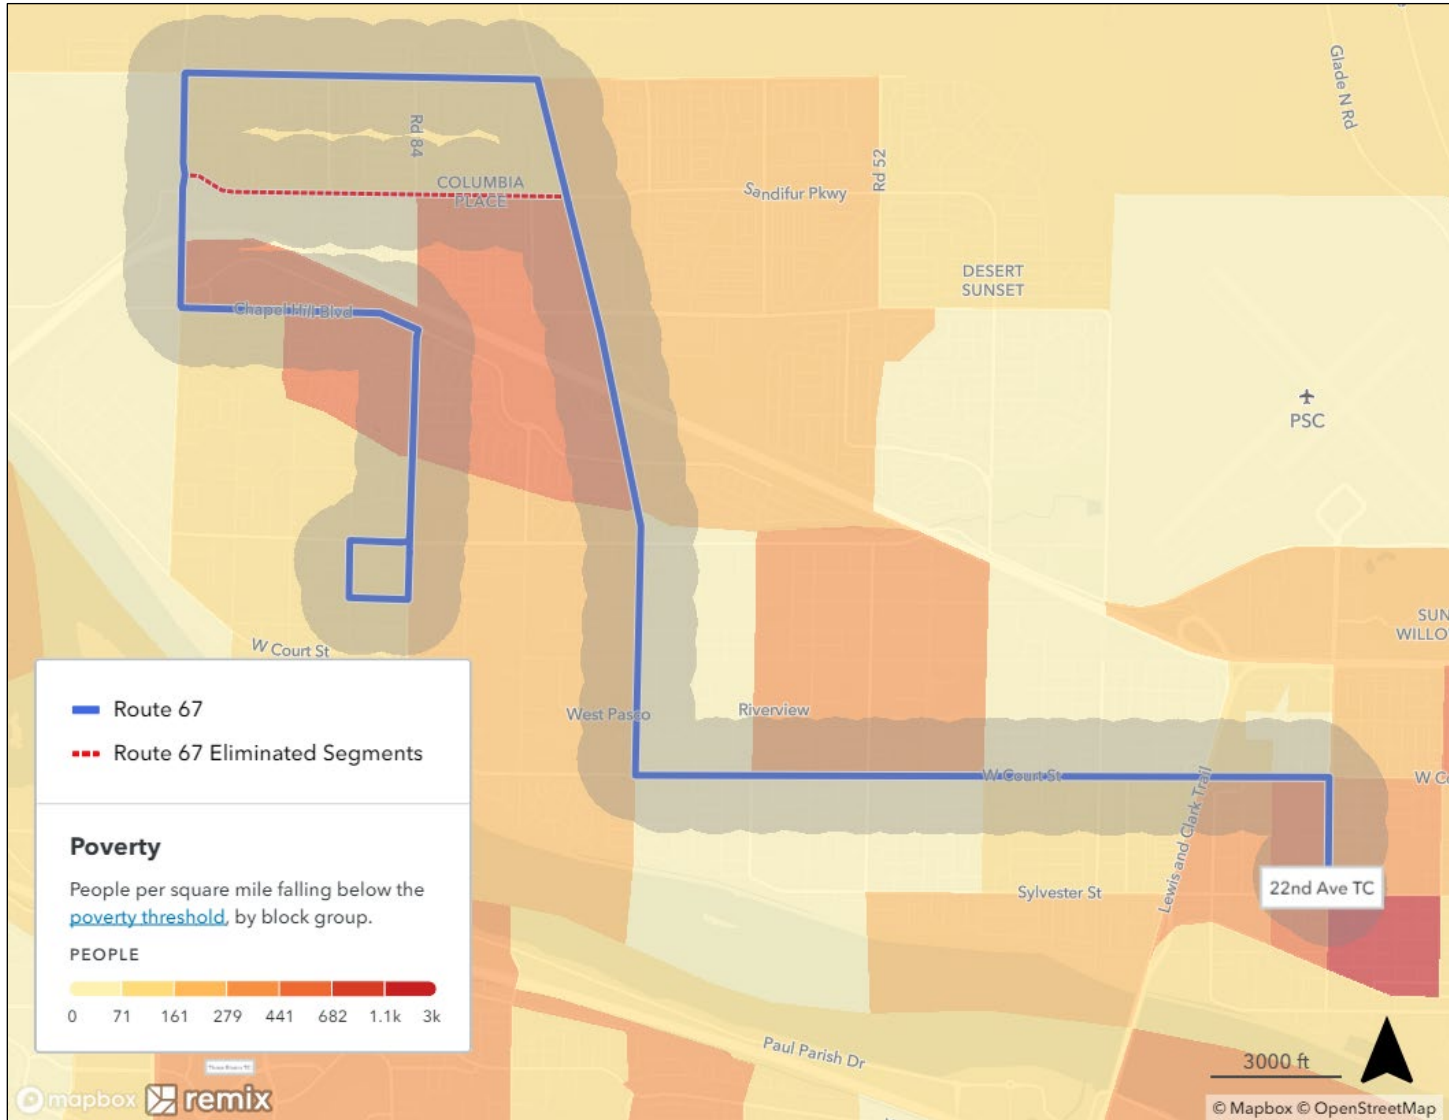 Glade N Rd
Rd 84
Rd 52
COLUMBIA
PLACE
Sandifur Pkwy
DESERT
SUNSET
Chapel Hill Blvd
PSC
SUN
WILLO
W Court St
West Pasco
Riverview
W Court St
W Co
Lewis and Clark Trail
Sylvester St
22nd Ave TC
Paul Parish Dr
Route 67
Route 67 Eliminated Segments
Poverty
People per square mile falling below the
poverty threshold, by block group.
PEOPLE
0 71 161 279 441 682 1.1k 3k
mapbox remix
3000 ft
© Mapbox © OpenStreetMap